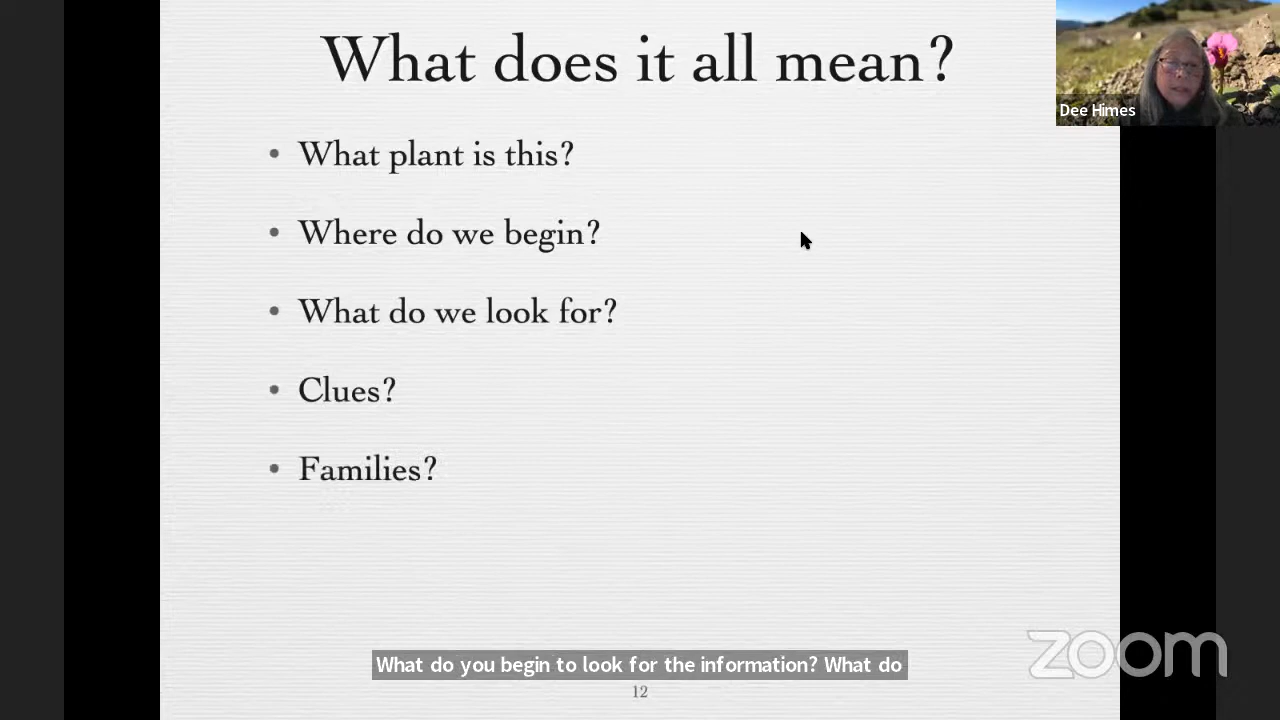 What does it all mean?
Dee Himes
• What plant is this?
• Where do we begin?
• What do we look for?
• Clues?
• Families?
What do you begin to look for the information? What do
zoom
12